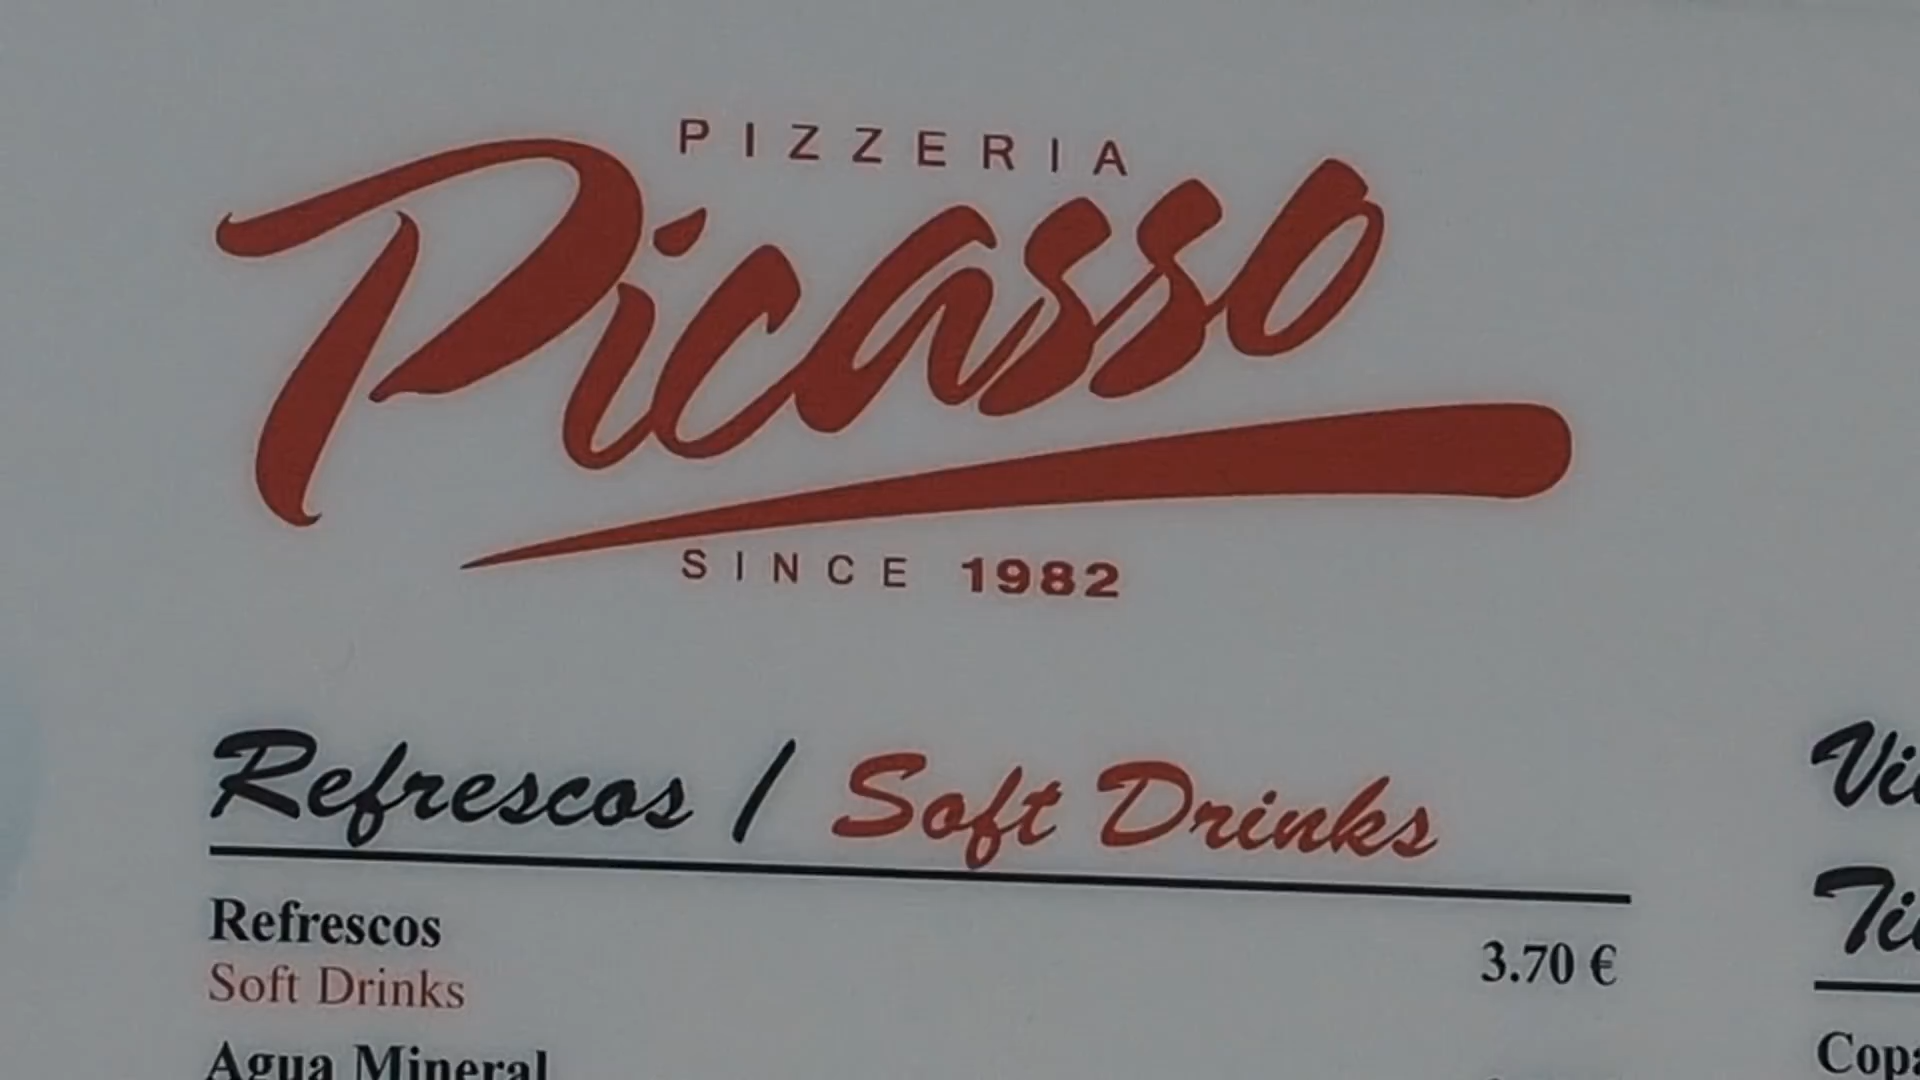 PIZZERIA
Picasso
SINCE 1982
Refrescos / Soft Drinks
Refrescos
3.70 €
Soft Drinks
Agua Mineral